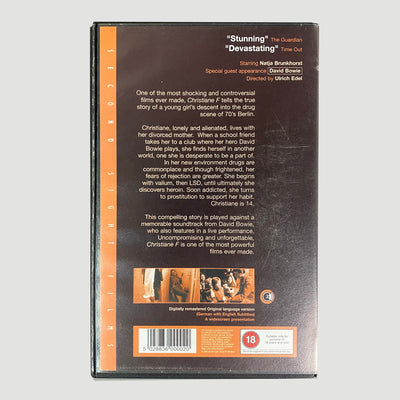 "Stunning" The Guardian
"Devastating" Time Out
Starring Natja Brunkhorst
Special guest appearance David Bowie
Directed by Ulrich Edel
One of the most shocking and controversial
films ever made, Christiane F tells the true
story of a young girl's descent into the drug
scene of 70's Berlin.
Christiane, lonely and alienated, lives with
her divorced mother. When a school friend
takes her to a club where her hero David
Bowie plays, she finds herself in another
world, one she is desperate to be a part of.
In her new environment drugs are
commonplace and though frightened, her
fears of rejection are greater. She begins
with valium, then LSD, until ultimately she
discovers heroin. Soon addicted, she turns
to prostitution to support her habit.
Christiane is 14.
This compelling story is played against a
memorable soundtrack from David Bowie,
who also features in a live performance.
Uncompromising and unforgettable,
Christiane F is one of the most powerful
films ever made.
Digitally remastered Original language version
(German with English Subtitles)
A widescreen presentation
18
SECOND SIGHT FILMS